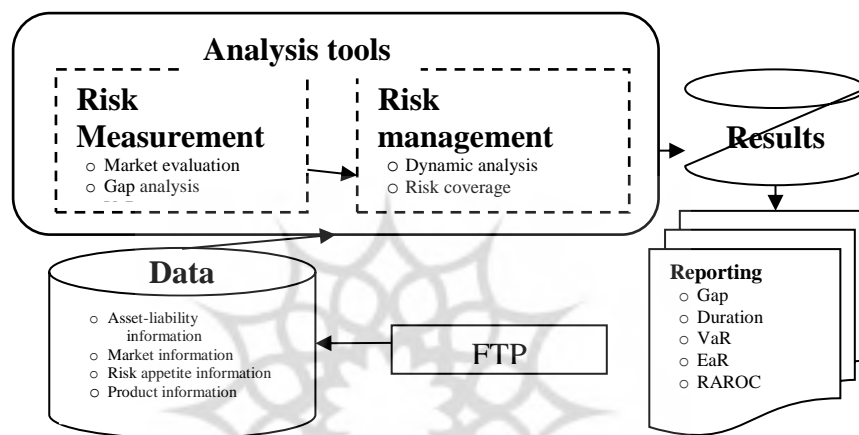 Analysis tools
Risk
Measurement
○ Market evaluation
○ Gap analysis
Risk
management
○ Dynamic analysis
○ Risk coverage
Results
Data
○ Asset-liability
information
○ Market information
○ Risk appetite information
○ Product information
FTP
Reporting
○ Gap
○ Duration
○ VaR
○ EaR
○ RAROC